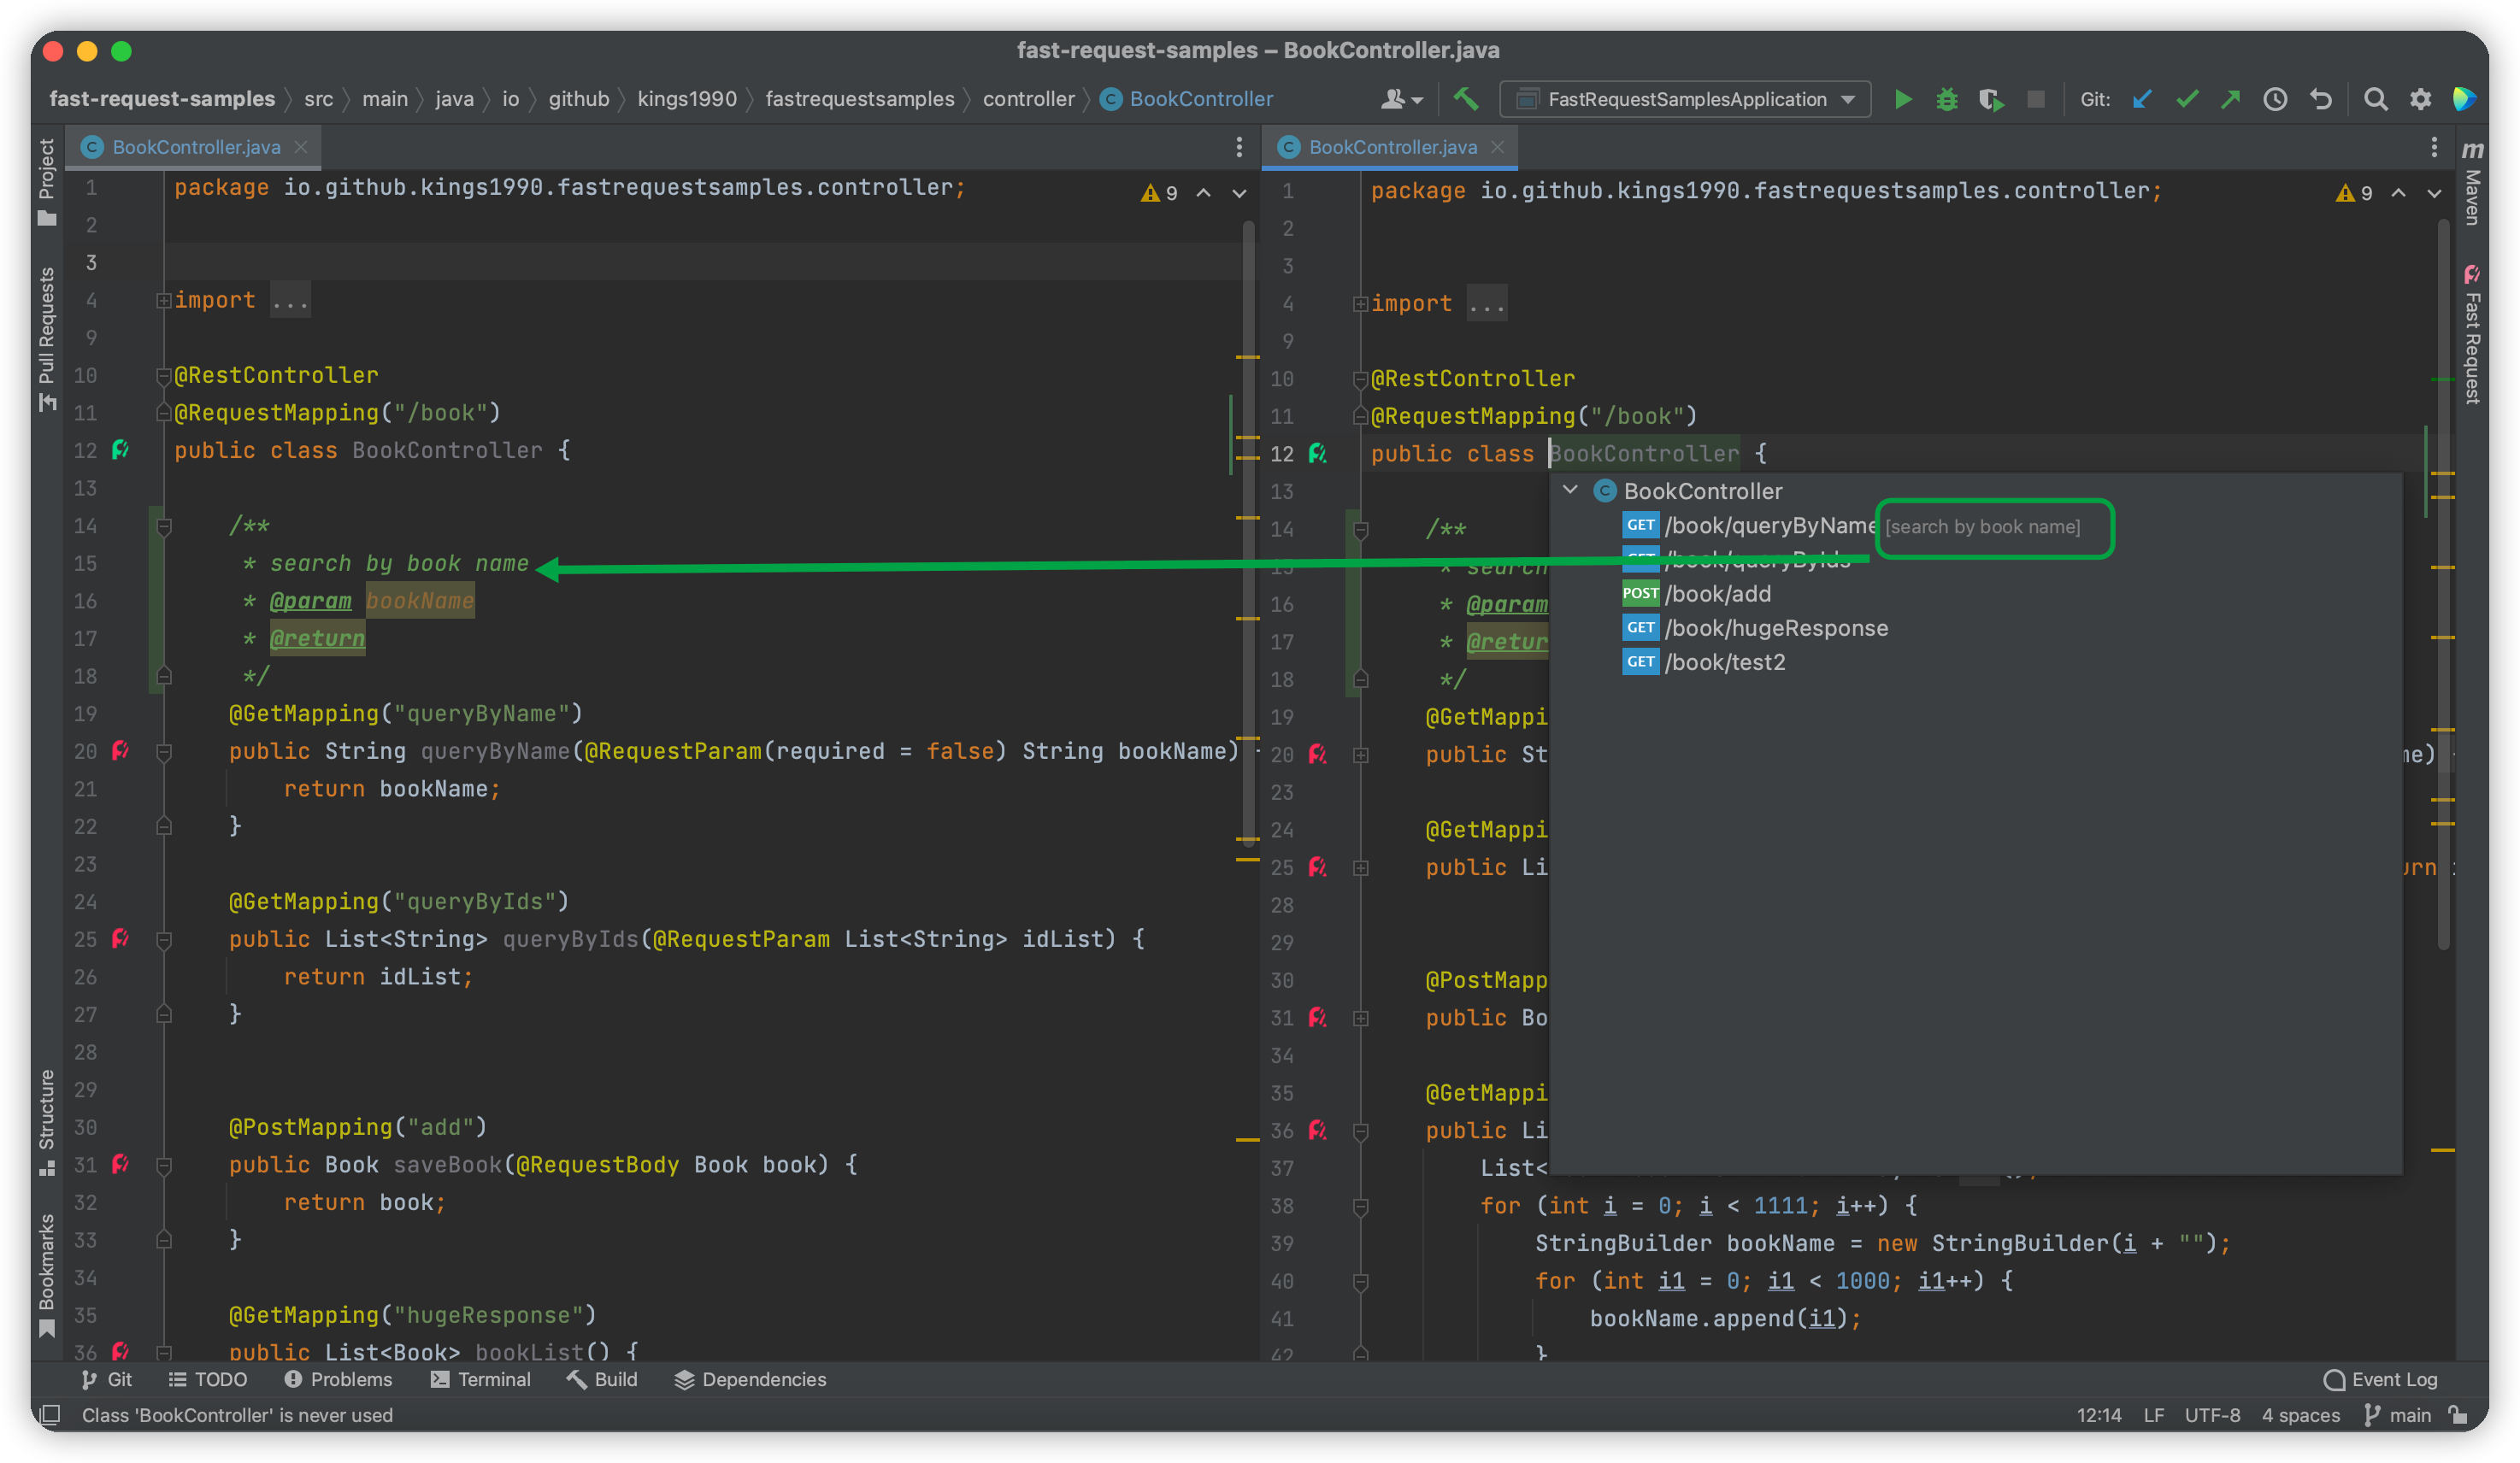 fast-request-samples – BookController.java
fast-request-samples src main java io github kings1990 fastrequestsamples controller BookController FastRequestSamplesApplication Git:
Project
Pull Requests
Structure
Bookmarks
BookController.java
1 package io.github.kings1990.fastrequestsamples.controller; 9
2
3
4 import ...
9
10 @RestController
11 @RequestMapping("/book")
12 public class BookController {
13
14 /**
15 * search by book name
16 * @param bookName
17 * @return
18 */
19 @GetMapping("queryByName")
20 public String queryByName(@RequestParam(required = false) String bookName)
21 return bookName;
22 }
23
24 @GetMapping("queryByIds")
25 public List<String> queryByIds(@RequestParam List<String> idList) {
26 return idList;
27 }
28
29
30 @PostMapping("add")
31 public Book saveBook(@RequestBody Book book) {
32 return book;
33 }
34
35 @GetMapping("hugeResponse")
36 public List<Book> bookList() {
BookController.java
1 package io.github.kings1990.fastrequestsamples.controller; 9
2
3
4 import ...
9
10 @RestController
11 @RequestMapping("/book")
12 public class BookController {
13
14 /**
15 * search
16 * @param
17 * @retur
18 */
19 @GetMappi
20 public St me)
23
24 @GetMappi
25 public Li urn
28
29
30 @PostMapp
31 public Bo
34
35 @GetMappi
36 public Li
37 List<
38 for (int i = 0; i < 1111; i++) {
39 StringBuilder bookName = new StringBuilder(i + "");
40 for (int i1 = 0; i1 < 1000; i1++) {
41 bookName.append(i1);
42 }
BookController
GET /book/queryByName [search by book name]
GET /book/queryByIds
POST /book/add
GET /book/hugeResponse
GET /book/test2
m Maven
Fast Request
Git TODO Problems Terminal Build Dependencies Event Log
Class 'BookController' is never used 12:14 LF UTF-8 4 spaces main